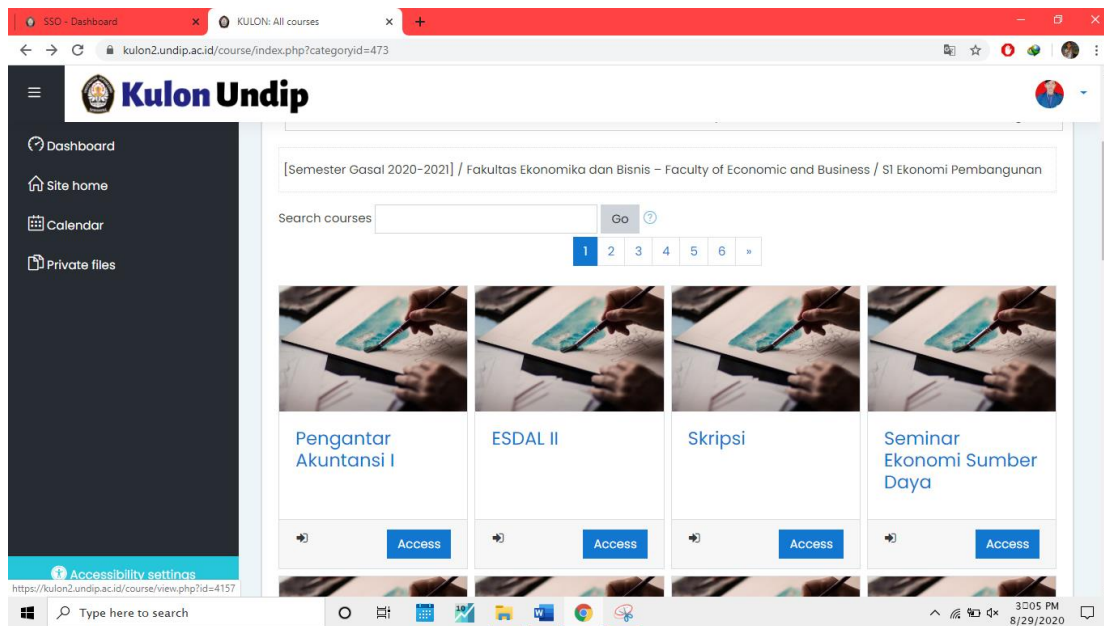 SSO - Dashboard
KULON: All courses
kulon2.undip.ac.id/course/index.php?categoryid=473
Kulon Undip
Dashboard
Site home
Calendar
Private files
[Semester Gasal 2020-2021] / Fakultas Ekonomika dan Bisnis – Faculty of Economic and Business / S1 Ekonomi Pembangunan
Search courses
Go
1 2 3 4 5 6 »
Pengantar
Akuntansi I
ESDAL II
Skripsi
Seminar
Ekonomi Sumber
Daya
Access
Access
Access
Access
Accessibility settings
https://kulon2.undip.ac.id/course/view.php?id=4157
Type here to search
3:05 PM
8/29/2020